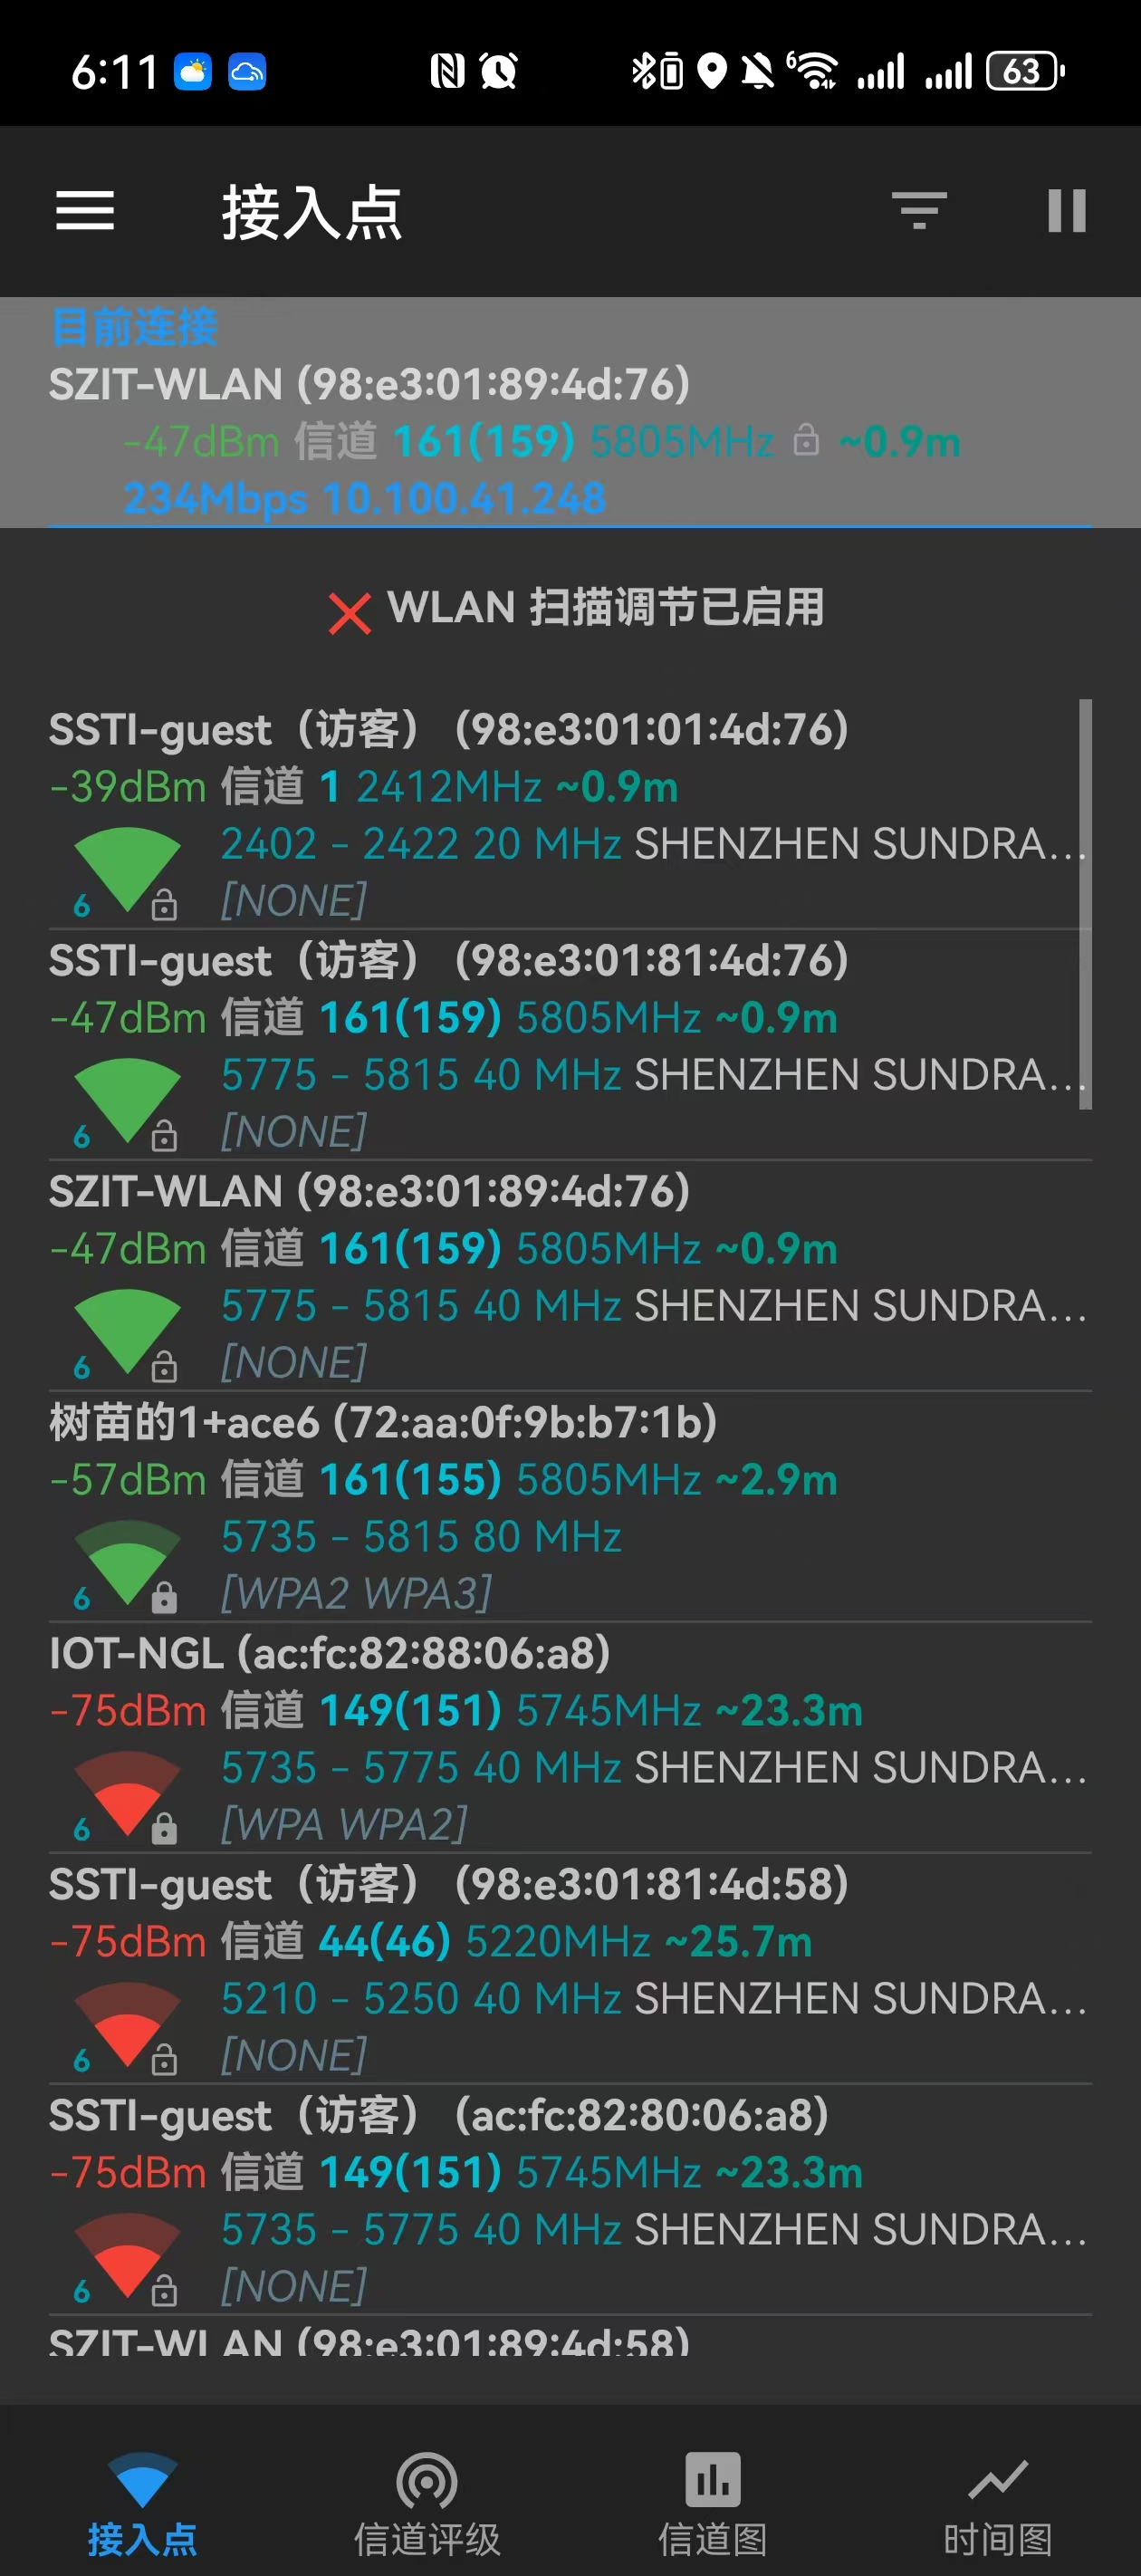 6:11 6 63
接入点
目前连接
SZIT-WLAN (98:e3:01:89:4d:76)
-47dBm 信道 161(159) 5805MHz ~0.9m
234Mbps 10.100.41.248
WLAN 扫描调节已启用
SSTI-guest（访客） (98:e3:01:01:4d:76)
-39dBm 信道 1 2412MHz ~0.9m
2402 - 2422 20 MHz SHENZHEN SUNDRA...
6 [NONE]
SSTI-guest（访客） (98:e3:01:81:4d:76)
-47dBm 信道 161(159) 5805MHz ~0.9m
5775 - 5815 40 MHz SHENZHEN SUNDRA...
6 [NONE]
SZIT-WLAN (98:e3:01:89:4d:76)
-47dBm 信道 161(159) 5805MHz ~0.9m
5775 - 5815 40 MHz SHENZHEN SUNDRA...
6 [NONE]
树苗的1+ace6 (72:aa:0f:9b:b7:1b)
-57dBm 信道 161(155) 5805MHz ~2.9m
5735 - 5815 80 MHz
6 [WPA2 WPA3]
IOT-NGL (ac:fc:82:88:06:a8)
-75dBm 信道 149(151) 5745MHz ~23.3m
5735 - 5775 40 MHz SHENZHEN SUNDRA...
6 [WPA WPA2]
SSTI-guest（访客） (98:e3:01:81:4d:58)
-75dBm 信道 44(46) 5220MHz ~25.7m
5210 - 5250 40 MHz SHENZHEN SUNDRA...
6 [NONE]
SSTI-guest（访客） (ac:fc:82:80:06:a8)
-75dBm 信道 149(151) 5745MHz ~23.3m
5735 - 5775 40 MHz SHENZHEN SUNDRA...
6 [NONE]
SZIT-WLAN (98:e3:01:89:4d:58)
接入点 信道评级 信道图 时间图